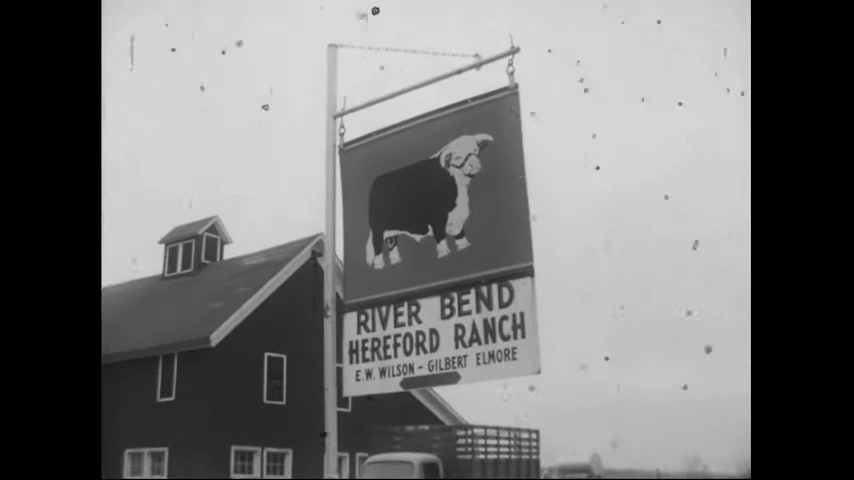 RIVER BEND
HEREFORD RANCH
E.W. WILSON - GILBERT ELMORE